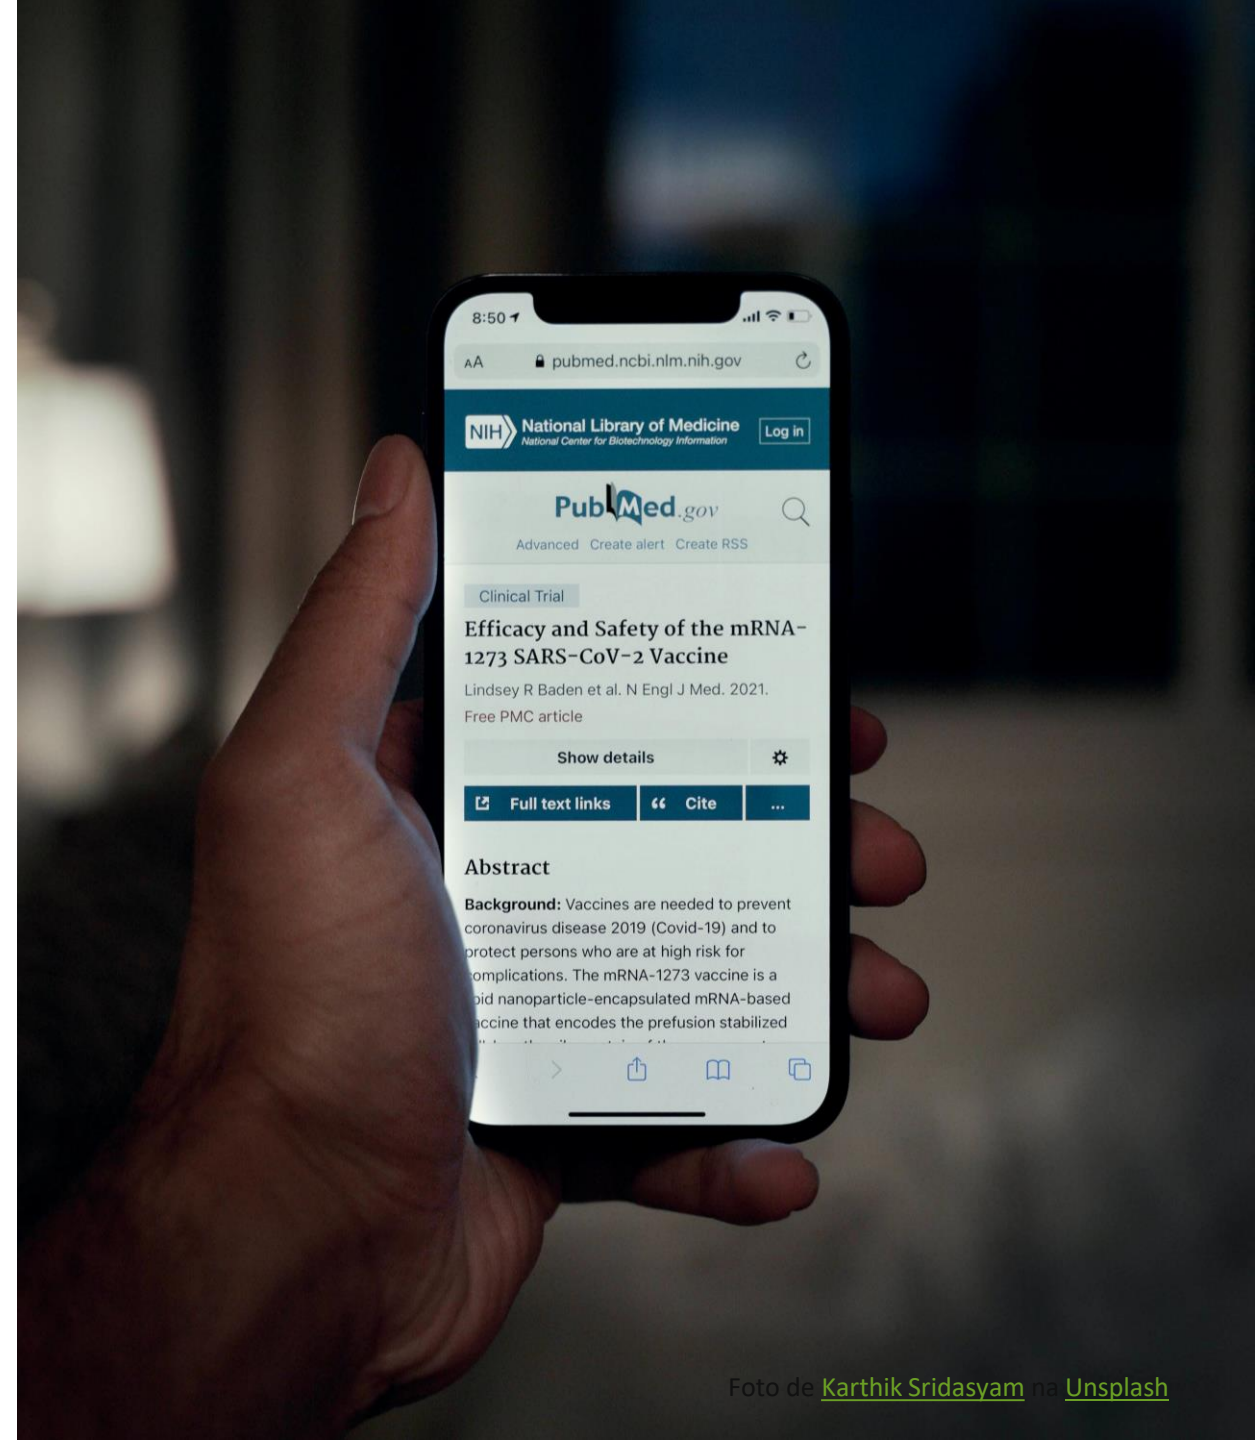 8:50
AA pubmed.ncbi.nlm.nih.gov
NIH National Library of Medicine
National Center for Biotechnology Information
Log in
PubMed.gov
Advanced Create alert Create RSS
Clinical Trial
Efficacy and Safety of the mRNA-
1273 SARS-CoV-2 Vaccine
Lindsey R Baden et al. N Engl J Med. 2021.
Free PMC article
Show details
Full text links “ Cite ...
Abstract
Background: Vaccines are needed to prevent
coronavirus disease 2019 (Covid-19) and to
protect persons who are at high risk for
omplications. The mRNA-1273 vaccine is a
pid nanoparticle-encapsulated mRNA-based
accine that encodes the prefusion stabilized
Foto de Karthik Sridasyam na Unsplash